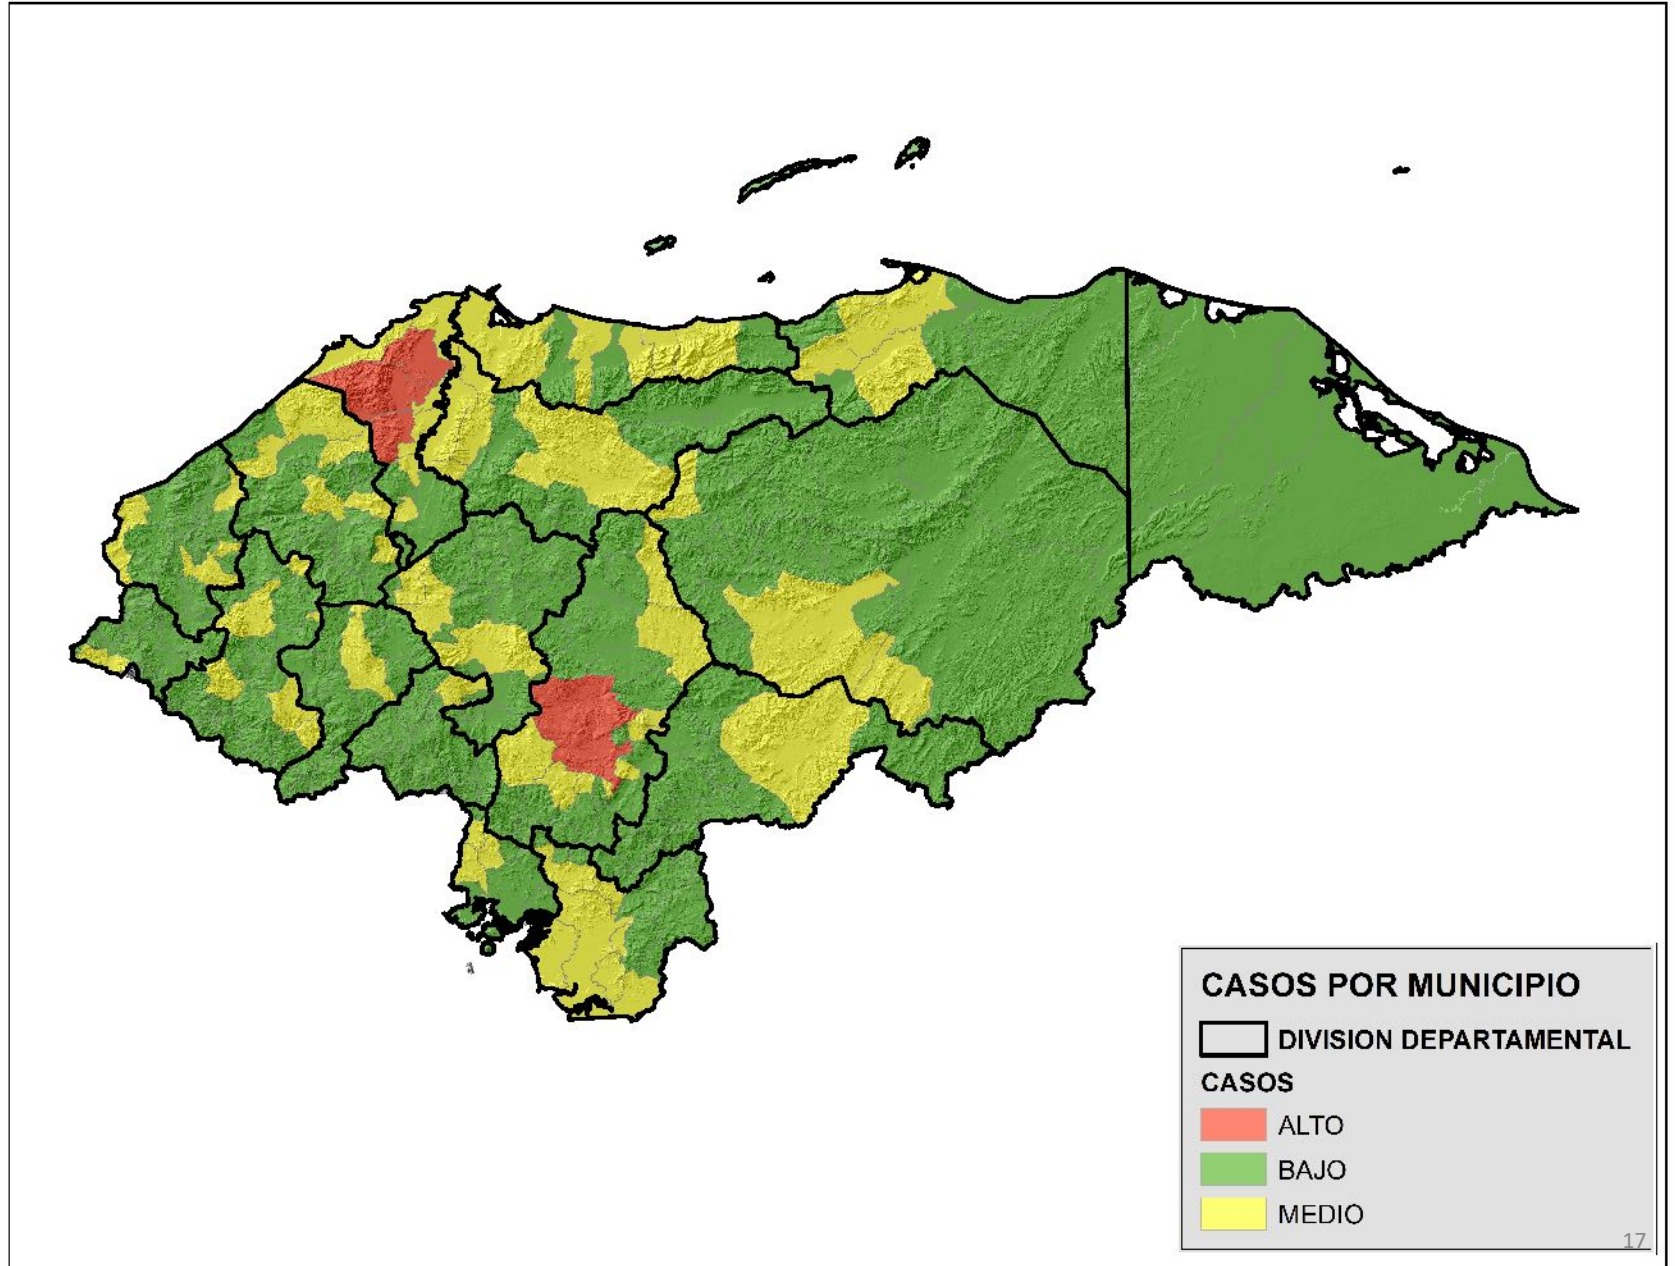 CASOS POR MUNICIPIO
DIVISION DEPARTAMENTAL
CASOS
ALTO
BAJO
MEDIO
17